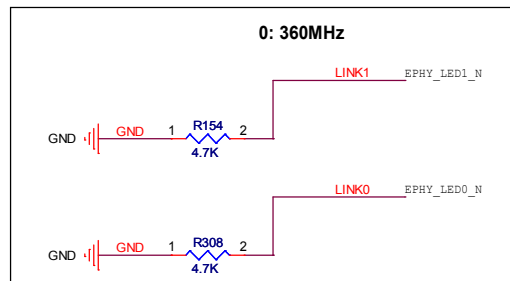 0: 360MHz
LINK1 EPHY_LED1_N
GND GND 1 R154 2
4.7K
LINK0 EPHY_LED0_N
GND GND 1 R308 2
4.7K